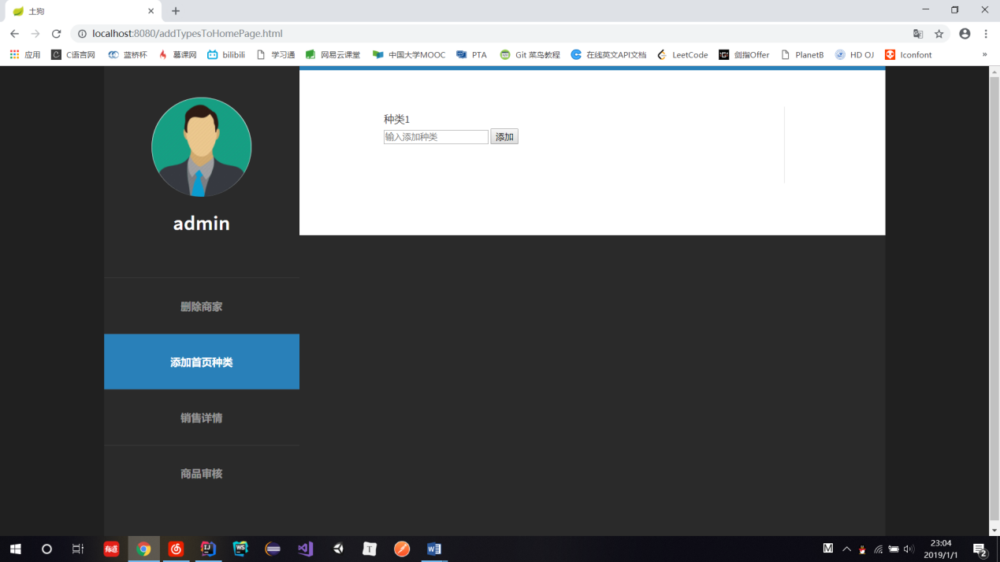 土狗
localhost:8080/addTypesToHomePage.html
应用 C语言网 蓝桥杯 慕课网 bilibili 学习通 网易云课堂 中国大学MOOC PTA Git 菜鸟教程 在线英文API文档 LeetCode 剑指Offer PlanetB HD OJ Iconfont »
种类1
输入添加种类 添加
admin
删除商家
添加首页种类
销售详情
商品审核
有道 IJ WS T W M 23:04
2019/1/1 2